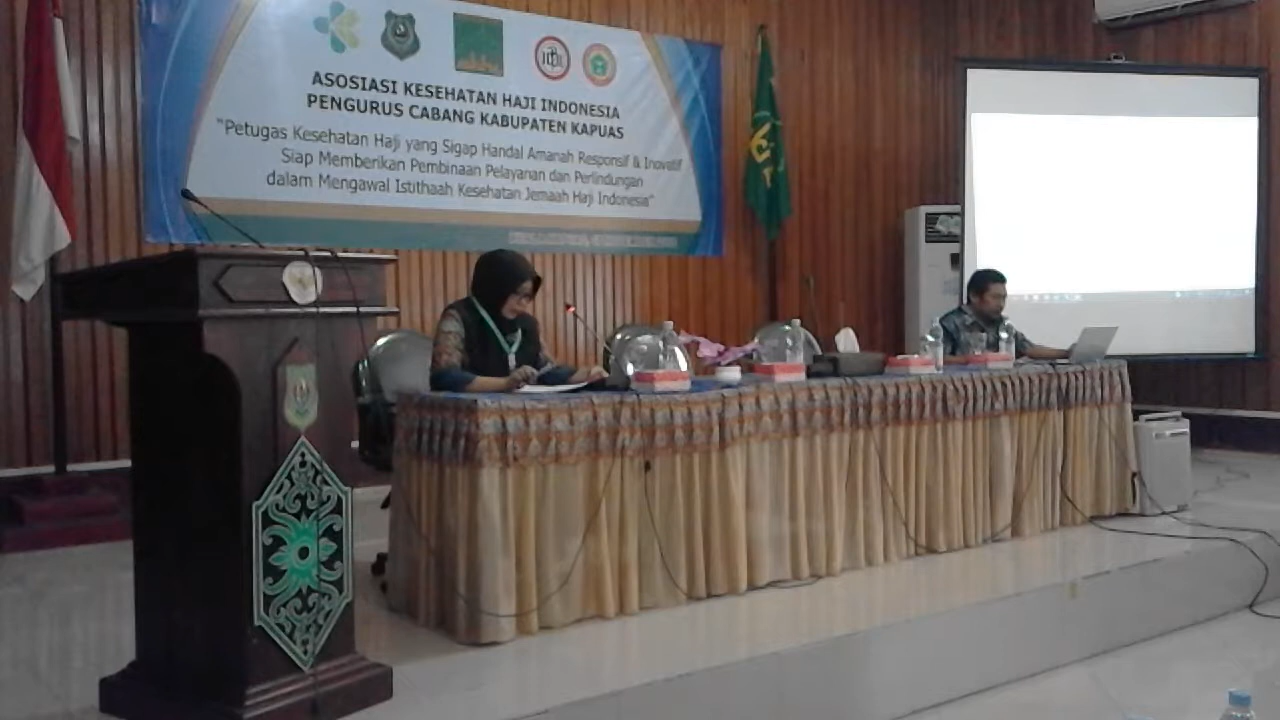 ASOSIASI KESEHATAN HAJI INDONESIA
PENGURUS CABANG KABUPATEN KAPUAS
"Petugas Kesehatan Haji yang Sigap Handal Amanah Responsif & Inovatif
Siap Memberikan Pembinaan Pelayanan dan Perlindungan
dalam Mengawal Istithaah Kesehatan Jemaah Haji Indonesia"